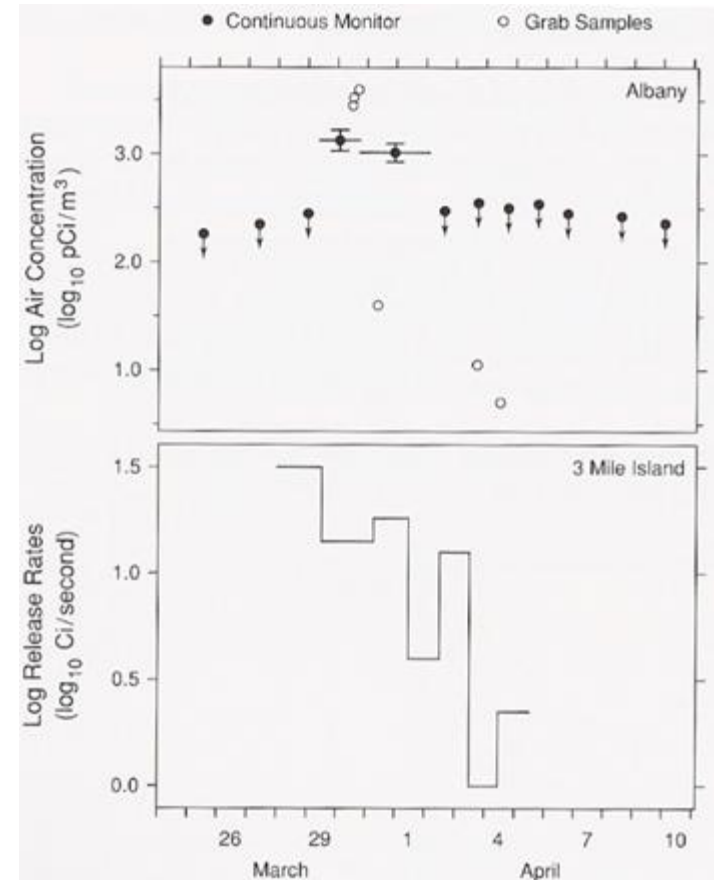 Continuous Monitor Grab Samples
Albany
Log Air Concentration
(log10 pCi/m3)
3.0
2.0
1.0
3 Mile Island
Log Release Rates
(log10 Ci/second)
1.5
1.0
0.5
0.0
26 29 1 4 7 10
March April